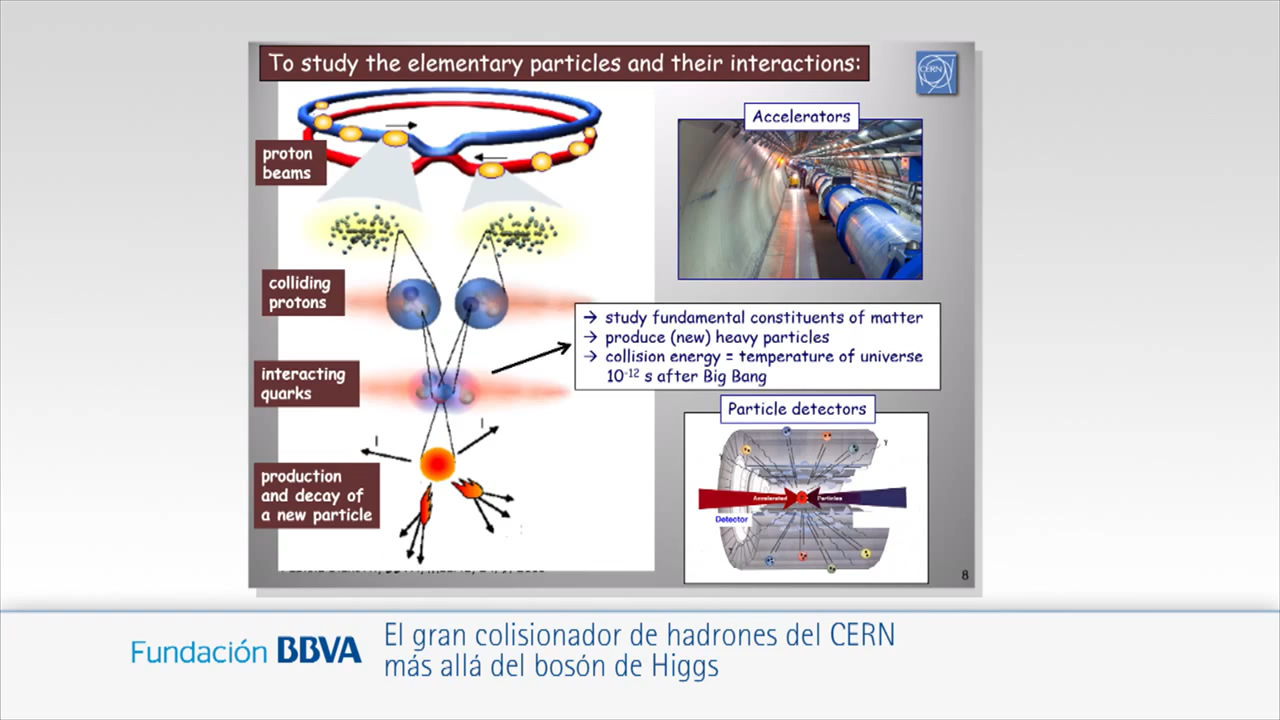 To study the elementary particles and their interactions:
CERN
proton
beams
colliding
protons
interacting
quarks
production
and decay of
a new particle
l
l
Accelerators
→ study fundamental constituents of matter
→ produce (new) heavy particles
→ collision energy = temperature of universe
10⁻¹² s after Big Bang
Particle detectors
Accelerated
Particles
Detector
8
Fundación BBVA
El gran colisionador de hadrones del CERN
más allá del bosón de Higgs